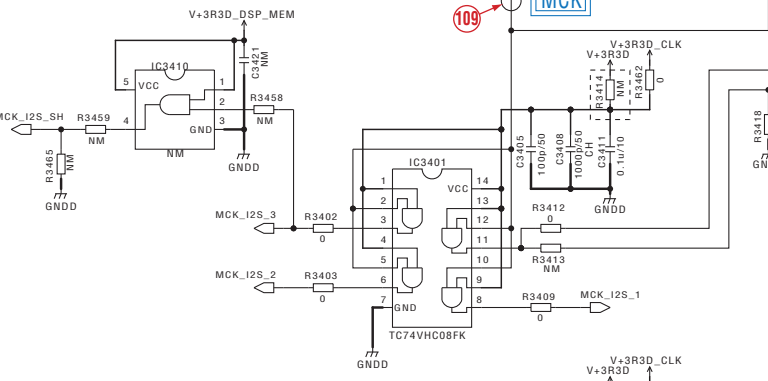 MCK
109
V+3R3D_DSP_MEM
V+3R3D_CLK
V+3R3D
IC3410
C3421
NM
5
VCC
1
2
4
GND
3
NM
R3458
NM
MCK_I2S_SH
R3459
NM
R3465
NM
GNDD
GNDD
R3414
NM
R3462
0
R3418
C3405
100p/50
C3408
1000p/50
CH
C3411
0.1u/10
GNDD
IC3401
1
2
3
4
5
6
7
GND
VCC
14
13
12
11
10
9
8
TC74VHC08FK
MCK_I2S_3
R3402
0
MCK_I2S_2
R3403
0
R3412
0
R3413
NM
R3409
0
MCK_I2S_1
GNDD
V+3R3D_CLK
V+3R3D